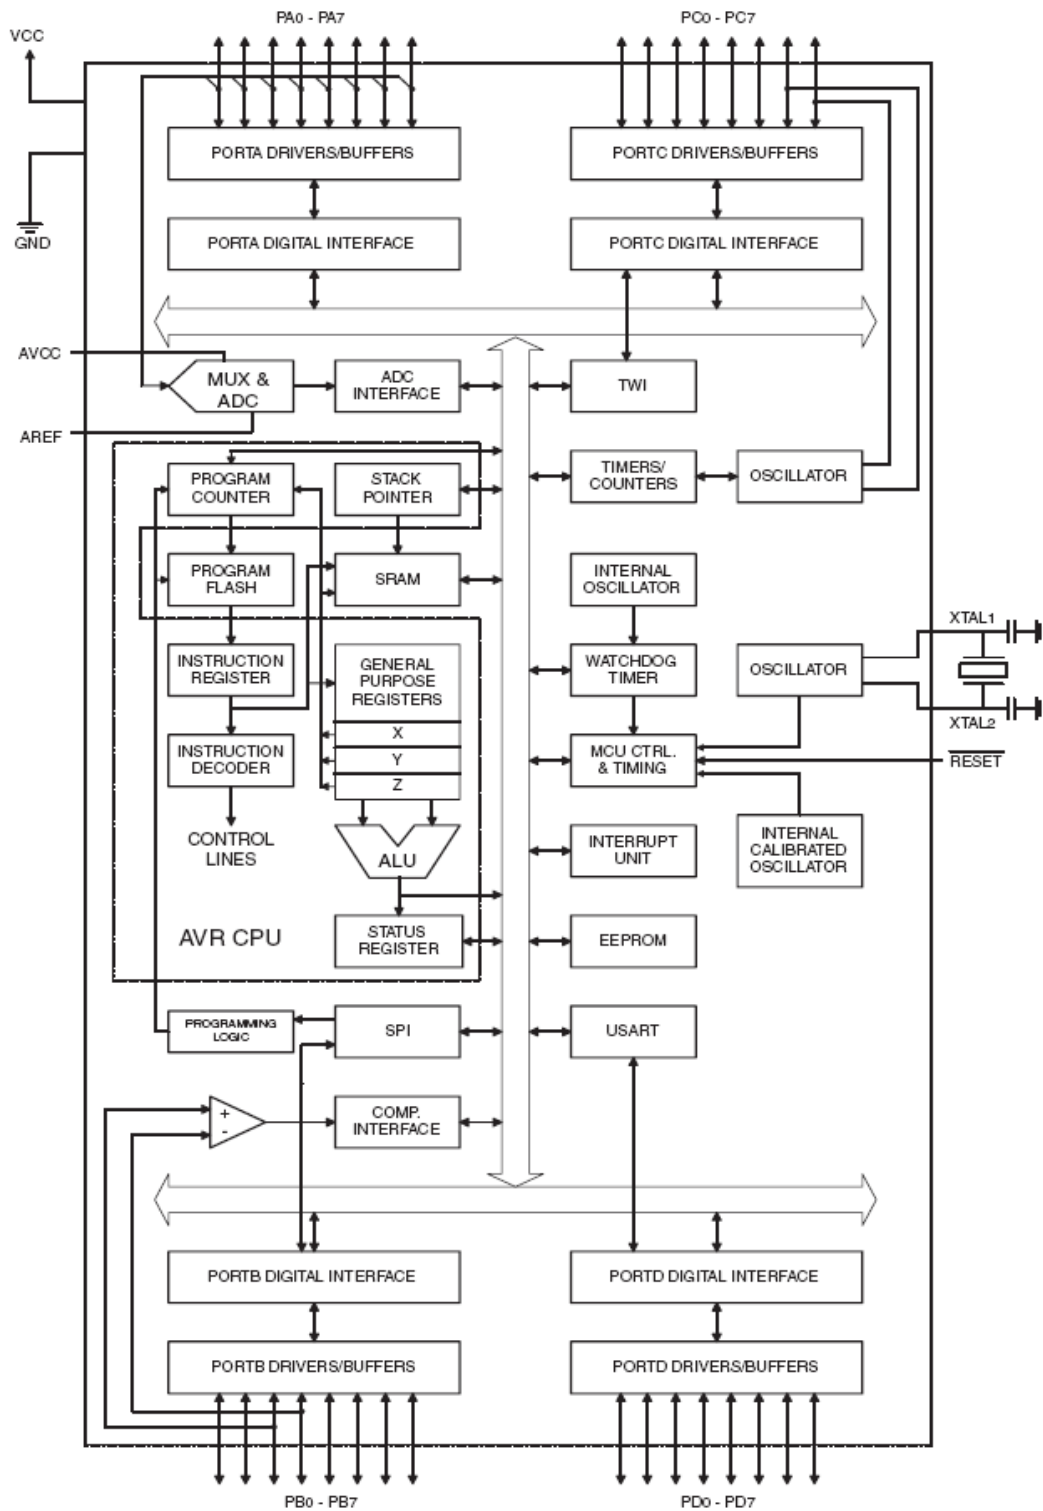 PA0 - PA7
PC0 - PC7
VCC
PORTA DRIVERS/BUFFERS
PORTC DRIVERS/BUFFERS
GND
PORTA DIGITAL INTERFACE
PORTC DIGITAL INTERFACE
AVCC
MUX &
ADC
ADC
INTERFACE
TWI
AREF
PROGRAM
COUNTER
STACK
POINTER
TIMERS/
COUNTERS
OSCILLATOR
PROGRAM
FLASH
SRAM
INTERNAL
OSCILLATOR
XTAL1
INSTRUCTION
REGISTER
GENERAL
PURPOSE
REGISTERS
WATCHDOG
TIMER
OSCILLATOR
XTAL2
X
INSTRUCTION
DECODER
Y
MCU CTRL.
& TIMING
RESET
Z
CONTROL
LINES
ALU
INTERRUPT
UNIT
INTERNAL
CALIBRATED
OSCILLATOR
AVR CPU
STATUS
REGISTER
EEPROM
PROGRAMMING
LOGIC
SPI
USART
+
-
COMP.
INTERFACE
PORTB DIGITAL INTERFACE
PORTD DIGITAL INTERFACE
PORTB DRIVERS/BUFFERS
PORTD DRIVERS/BUFFERS
PB0 - PB7
PD0 - PD7